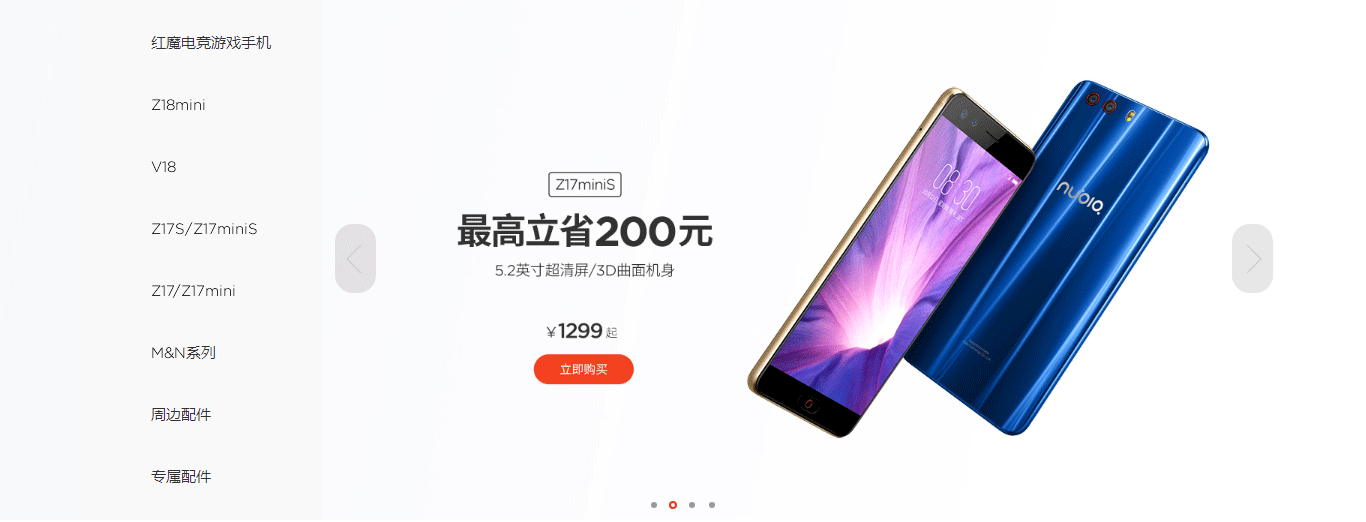 红魔电竞游戏手机
Z18mini
V18
Z17S/Z17miniS
Z17/Z17mini
M&N系列
周边配件
专属配件
Z17miniS
最高立省200元
5.2英寸超清屏/3D曲面机身
¥1299起
立即购买
08:30
nubia